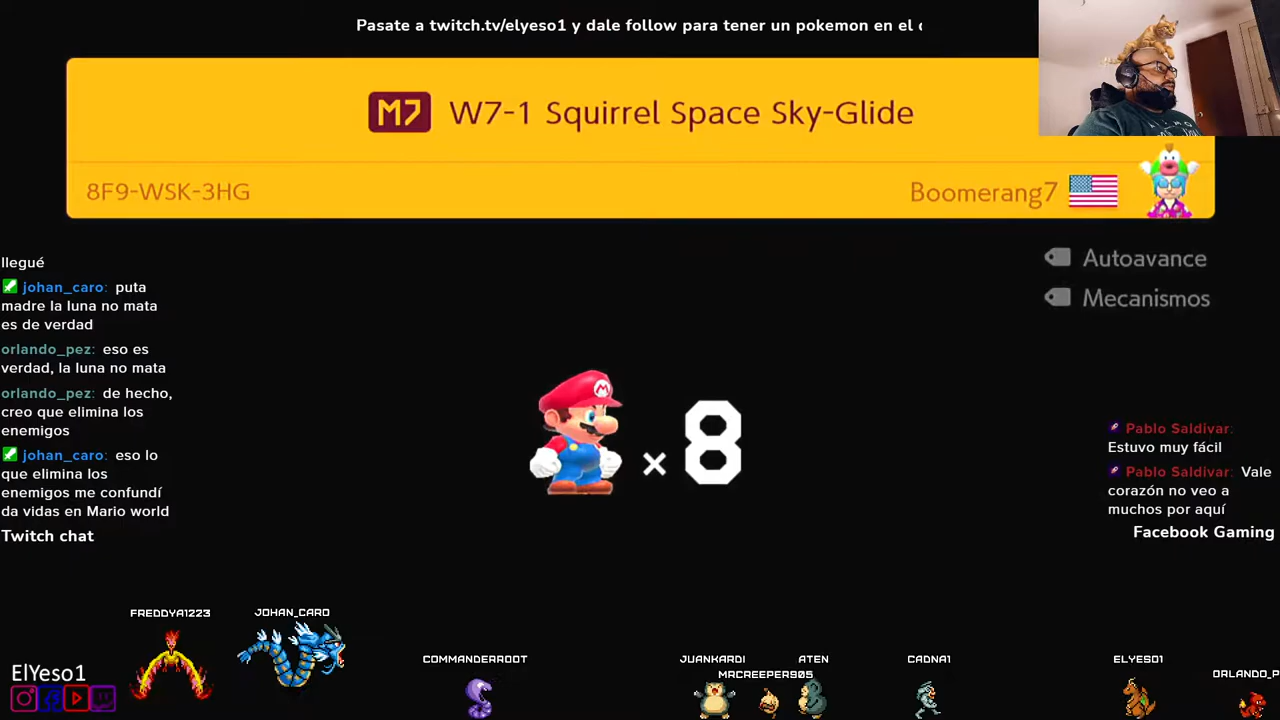 Pasate a twitch.tv/elyeso1 y dale follow para tener un pokemon en el
M7 W7-1 Squirrel Space Sky-Glide
8F9-WSK-3HG
Boomerang7
Autoavance
Mecanismos
llegué
johan_caro: puta
madre la luna no mata
es de verdad
orlando_pez: eso es
verdad, la luna no mata
orlando_pez: de hecho,
creo que elimina los
enemigos
johan_caro: eso lo
que elimina los
enemigos me confundí
da vidas en Mario world
Twitch chat
× 8
Pablo Saldivar:
Estuvo muy fácil
Pablo Saldivar: Vale
corazón no veo a
muchos por aquí
Facebook Gaming
FREDDYA1223
JOHAN_CARO
COMMANDERR00T
JUANKARDI
ATEN
MRCREEPER905
CADNA1
ELYESO1
ORLANDO_P
ElYeso1